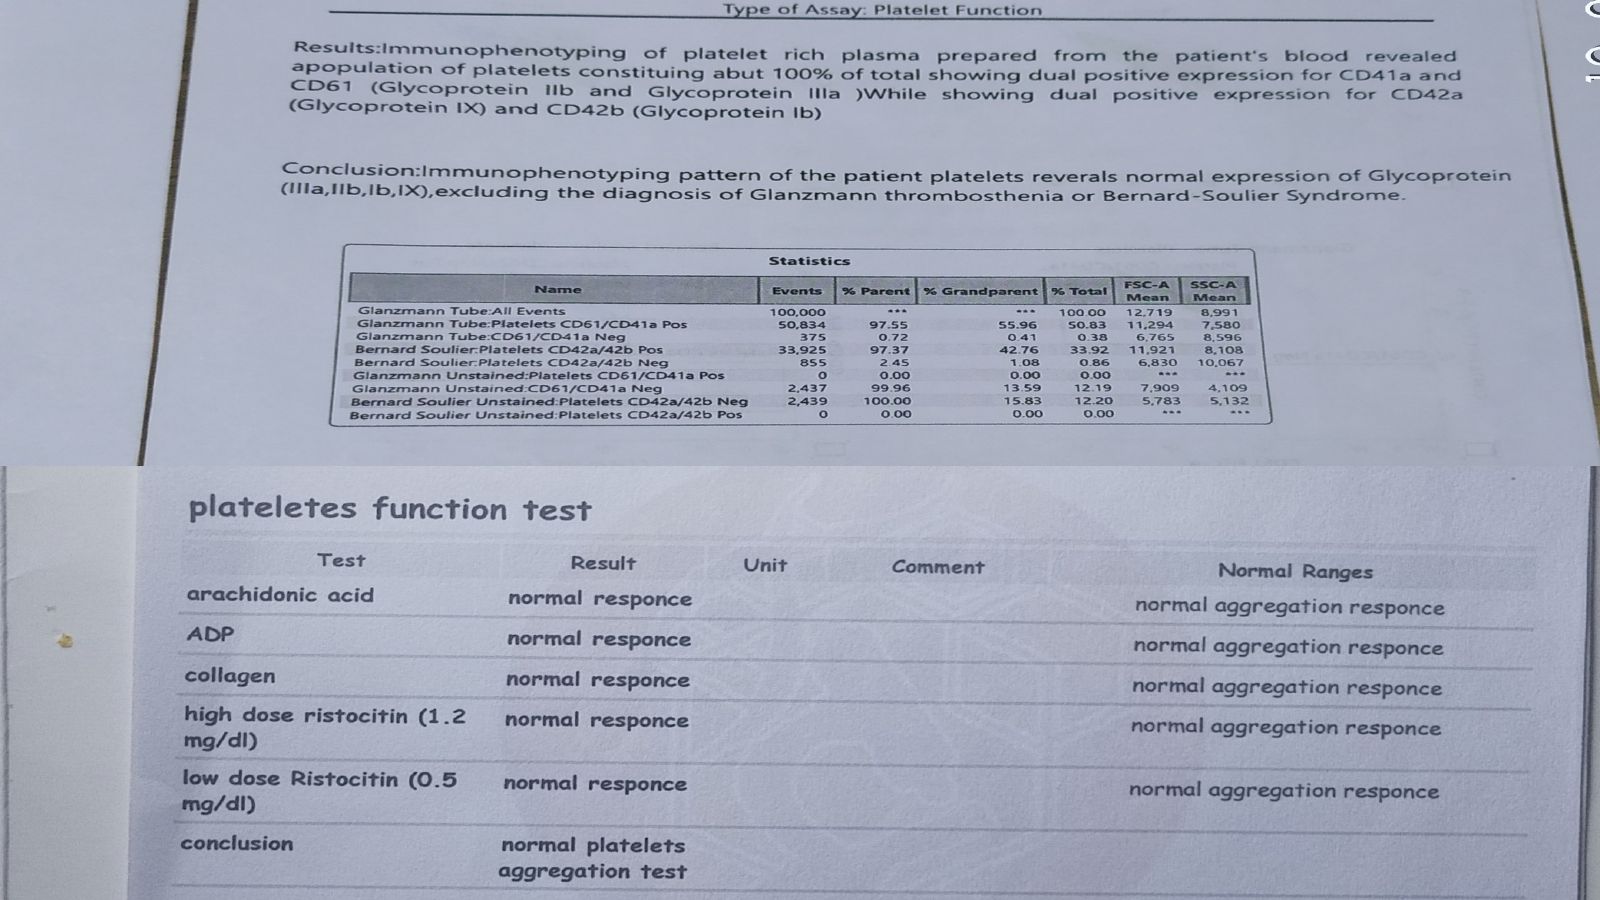 Type of Assay: Platelet Function
Results:Immunophenotyping of platelet rich plasma prepared from the patient's blood revealed
apopulation of platelets constituing abut 100% of total showing dual positive expression for CD41a and
CD61 (Glycoprotein IIb and Glycoprotein IIIa )While showing dual positive expression for CD42a
(Glycoprotein IX) and CD42b (Glycoprotein Ib)
Conclusion:Immunophenotyping pattern of the patient platelets reverals normal expression of Glycoprotein
(IIIa,IIb,Ib,IX),excluding the diagnosis of Glanzmann thrombosthenia or Bernard-Soulier Syndrome.
Statistics
Name Events % Parent % Grandparent % Total FSC-A Mean SSC-A Mean
Glanzmann Tube:All Events 100,000 *** *** 100.00 12,719 8,991
Glanzmann Tube:Platelets CD61/CD41a Pos 50,834 97.55 55.96 50.83 11,294 7,580
Glanzmann Tube:CD61/CD41a Neg 375 0.72 0.41 0.38 6,765 8,596
Bernard Soulier:Platelets CD42a/42b Pos 33,925 97.37 42.76 33.92 11,921 8,108
Bernard Soulier:Platelets CD42a/42b Neg 855 2.45 1.08 0.86 6,830 10,067
Glanzmann Unstained:Platelets CD61/CD41a Pos 0 0.00 0.00 0.00 *** ***
Glanzmann Unstained:CD61/CD41a Neg 2,437 99.96 13.59 12.19 7,909 4,109
Bernard Soulier Unstained:Platelets CD42a/42b Neg 2,439 100.00 15.83 12.20 5,783 5,132
Bernard Soulier Unstained:Platelets CD42a/42b Pos 0 0.00 0.00 0.00 *** ***
plateletes function test
Test Result Unit Comment Normal Ranges
arachidonic acid normal responce normal aggregation responce
ADP normal responce normal aggregation responce
collagen normal responce normal aggregation responce
high dose ristocitin (1.2 normal responce normal aggregation responce
mg/dl)
low dose Ristocitin (0.5 normal responce normal aggregation responce
mg/dl)
conclusion normal platelets
aggregation test